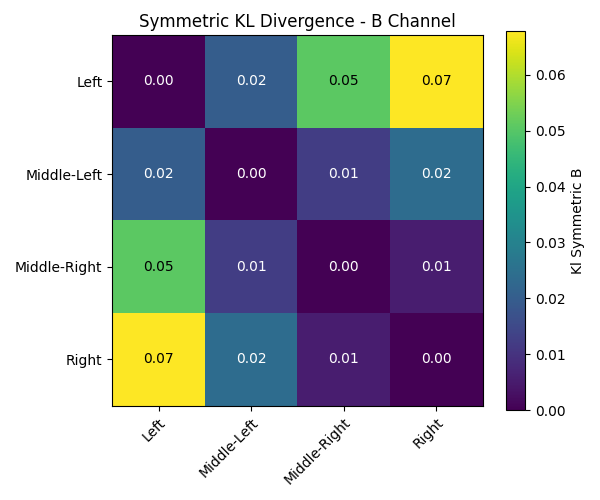 Symmetric KL Divergence - B Channel
Left
0.00 0.02 0.05 0.07
Middle-Left
0.02 0.00 0.01 0.02
Middle-Right
0.05 0.01 0.00 0.01
Right
0.07 0.02 0.01 0.00
Left
Middle-Left
Middle-Right
Right
0.06
0.05
0.04
0.03
0.02
0.01
0.00
Kl Symmetric B